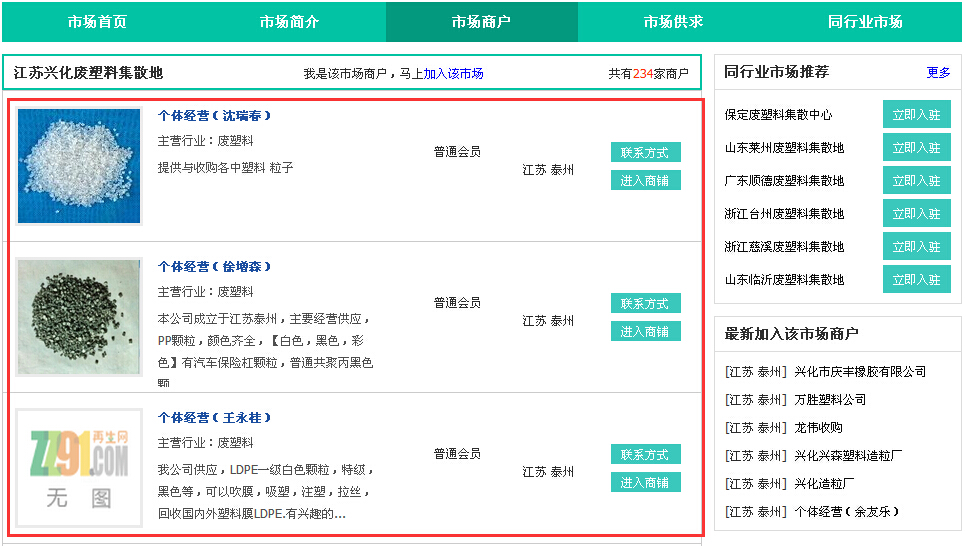 市场首页
市场简介
市场商户
市场供求
同行业市场
江苏兴化废塑料集散地
我是该市场商户，马上加入该市场
共有234家商户
个体经营（沈瑞春）
主营行业：废塑料
提供与收购各中塑料 粒子
普通会员
江苏 泰州
联系方式
进入商铺
个体经营（徐增森）
主营行业：废塑料
本公司成立于江苏泰州，主要经营供应，
PP颗粒，颜色齐全，【白色，黑色，彩
色】有汽车保险杠颗粒，普通共聚丙黑色
颗
普通会员
江苏 泰州
联系方式
进入商铺
ZZ91再生网
.COM
无 图
个体经营（王永桂）
主营行业：废塑料
我公司供应，LDPE一级白色颗粒，特级，
黑色等，可以吹膜，吸塑，注塑，拉丝，
回收国内外塑料膜LDPE.有兴趣的...
普通会员
江苏 泰州
联系方式
进入商铺
同行业市场推荐
更多
保定废塑料集散中心
立即入驻
山东莱州废塑料集散地
立即入驻
广东顺德废塑料集散地
立即入驻
浙江台州废塑料集散地
立即入驻
浙江慈溪废塑料集散地
立即入驻
山东临沂废塑料集散地
立即入驻
最新加入该市场商户
[江苏 泰州] 兴化市庆丰橡胶有限公司
[江苏 泰州] 万胜塑料公司
[江苏 泰州] 龙伟收购
[江苏 泰州] 兴化兴森塑料造粒厂
[江苏 泰州] 兴化造粒厂
[江苏 泰州] 个体经营（余友乐）